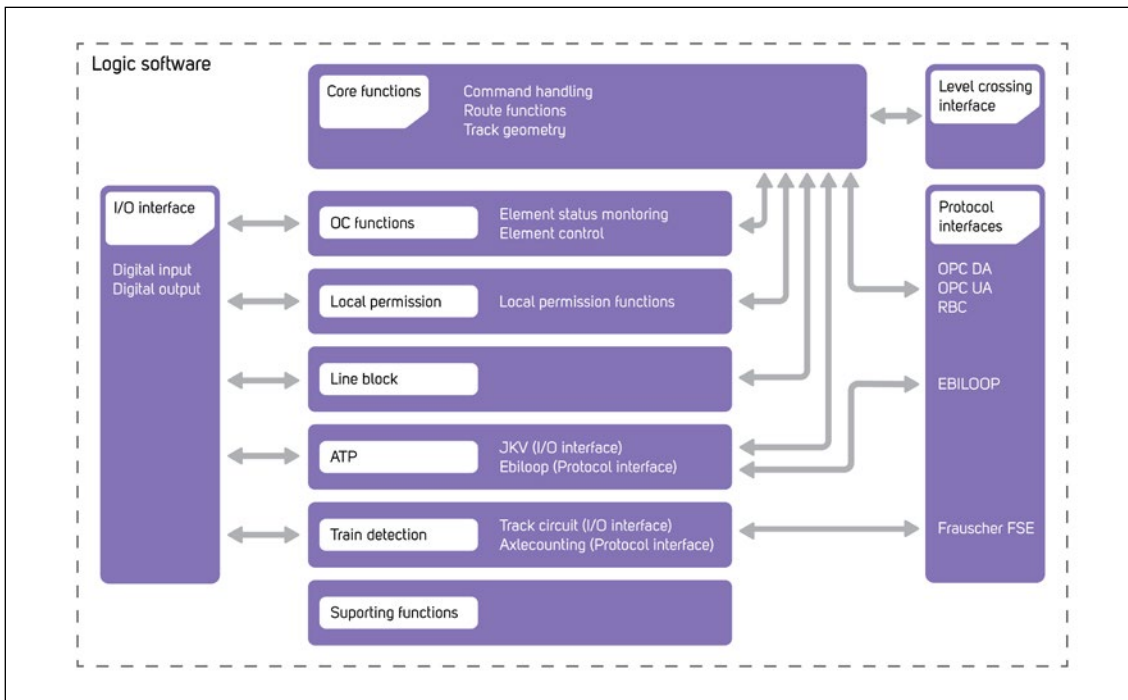 Logic software
Core functions
Command handling
Route functions
Track geometry
Level crossing
interface
I/O interface
Digital input
Digital output
OC functions
Element status montoring
Element control
Local permission
Local permission functions
Line block
ATP
JKV (I/O interface)
Ebiloop (Protocol interface)
Train detection
Track circuit (I/O interface)
Axlecounting (Protocol interface)
Suporting functions
Protocol
interfaces
OPC DA
OPC UA
RBC
EBILOOP
Frauscher FSE